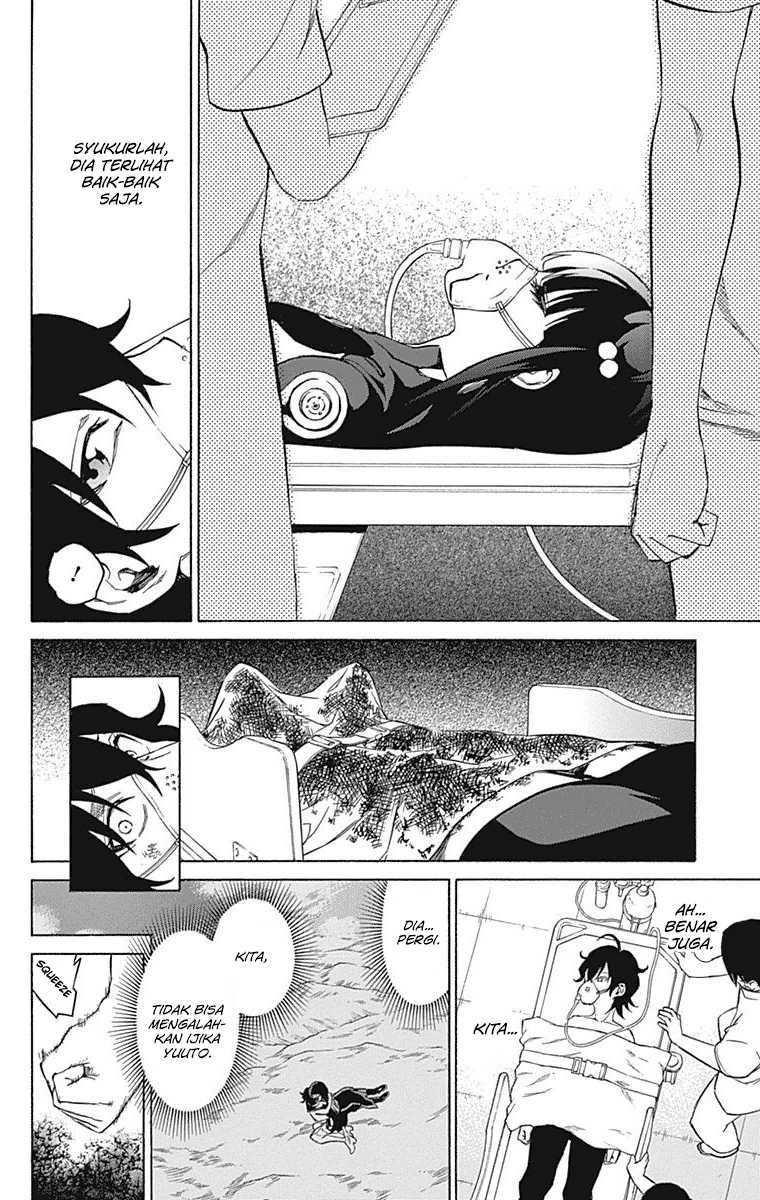 SYUKURLAH,
DIA TERLIHAT
BAIK-BAIK
SAJA.
AH...
BENAR
JUGA.
KITA...
DIA...
PERGI.
KITA,
TIDAK BISA
MENGALAH-
KAN IJIKA
YUUTO.
SQUEEZE